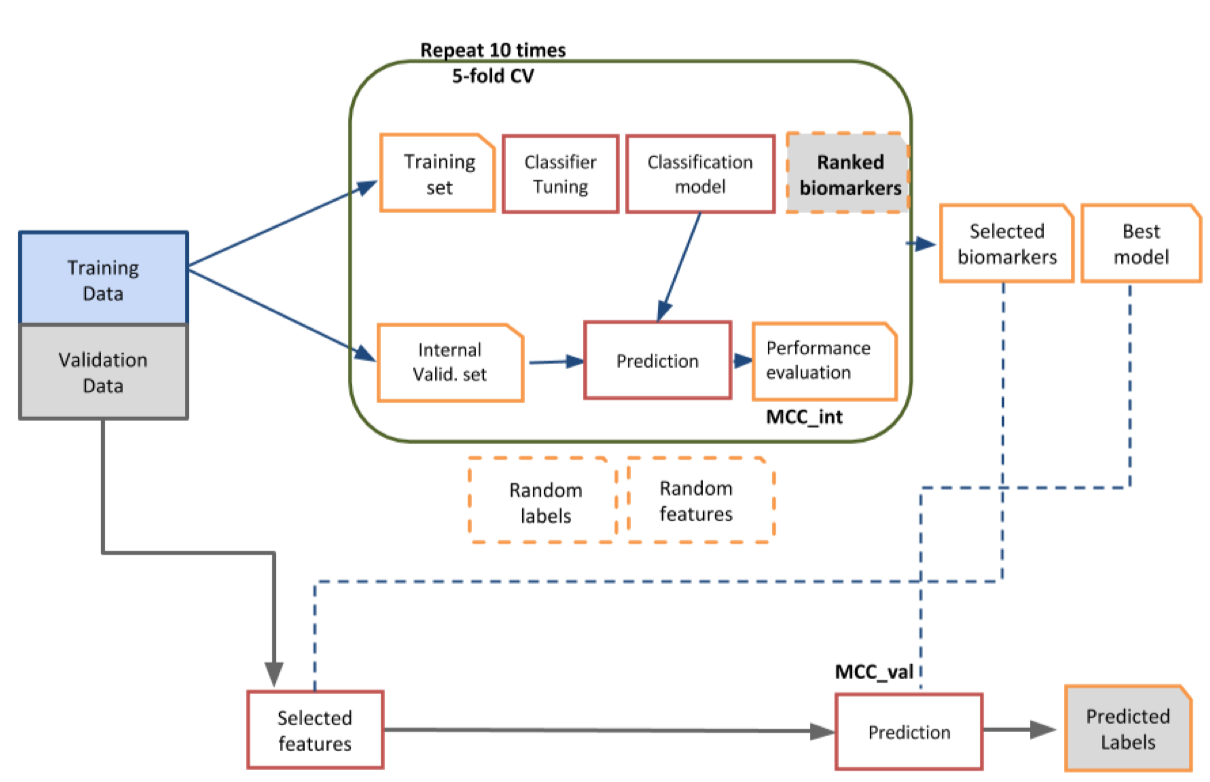 Repeat 10 times
5-fold CV
Training
set
Classifier
Tuning
Classification
model
Ranked
biomarkers
Selected
biomarkers
Best
model
Training
Data
Validation
Data
Internal
Valid. set
Prediction
Performance
evaluation
MCC_int
Random
labels
Random
features
MCC_val
Selected
features
Prediction
Predicted
Labels